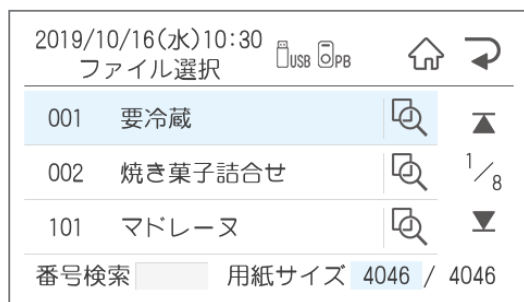 2019/10/16(水)10:30 USB PB
ファイル選択
001 要冷蔵
002 焼き菓子詰合せ 1/8
101 マドレーヌ
番号検索 用紙サイズ 4046 / 4046